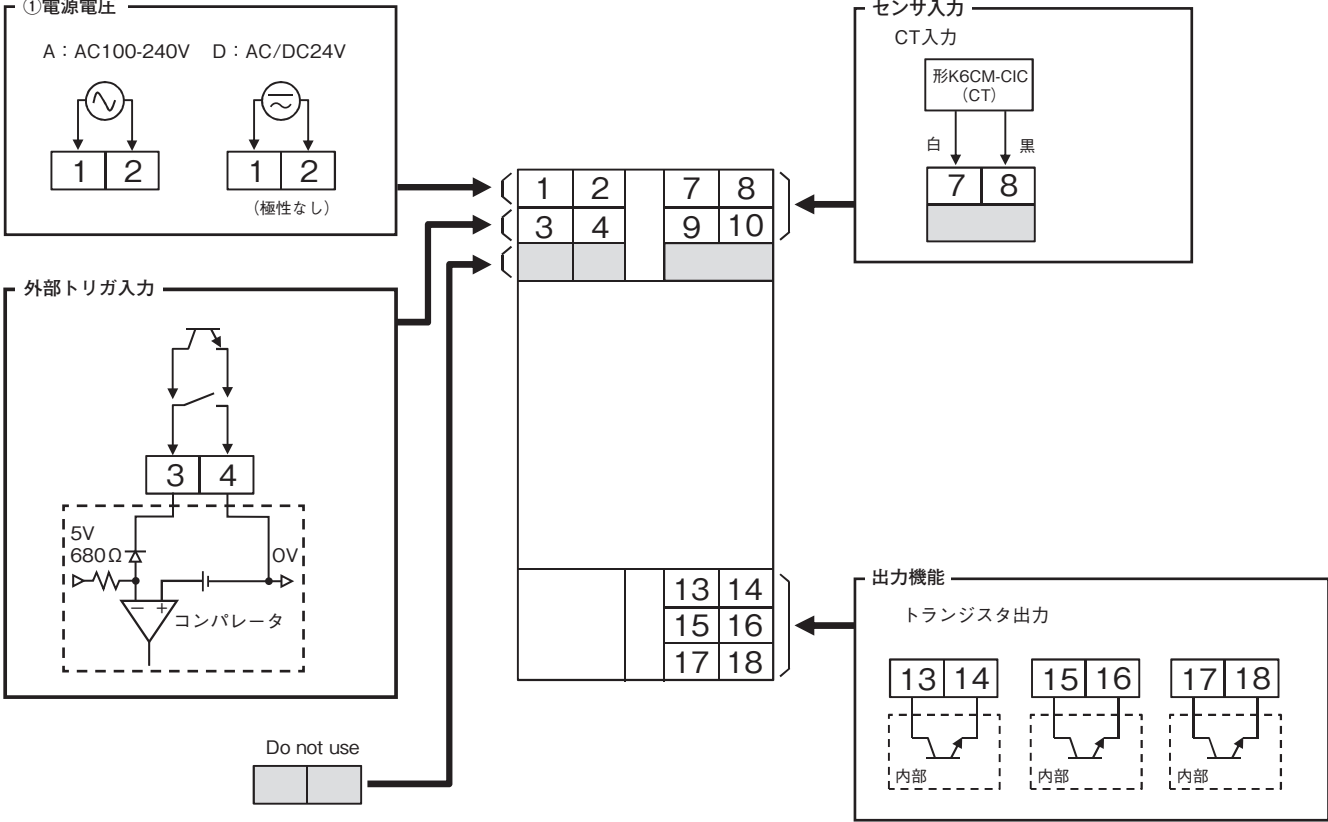 ①電源電圧
A：AC100-240V D：AC/DC24V
1 2
1 2
(極性なし)
外部トリガ入力
3 4
5V
680Ω
0V
− +
コンパレータ
Do not use
1 2 7 8
3 4 9 10
13 14
15 16
17 18
センサ入力
CT入力
形K6CM-CIC
(CT)
白 黒
7 8
出力機能
トランジスタ出力
13 14 15 16 17 18
内部 内部 内部